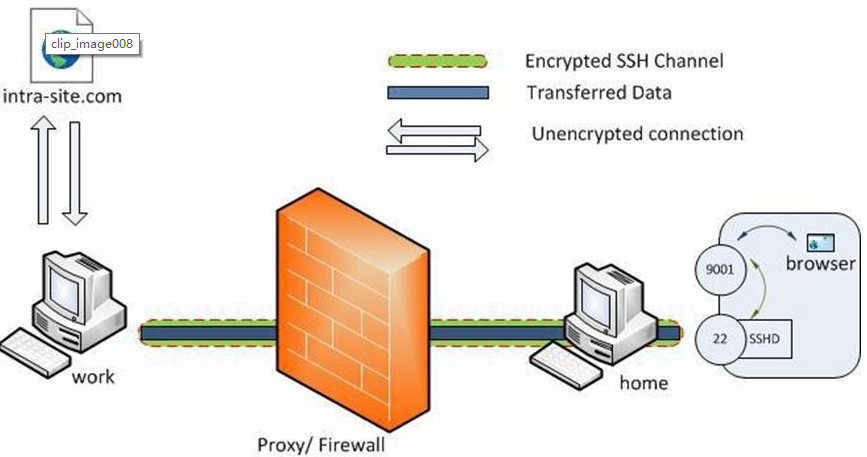 clip_image008
intra-site.com
Encrypted SSH Channel
Transferred Data
Unencrypted connection
browser
9001
22
SSHD
work
home
Proxy/ Firewall